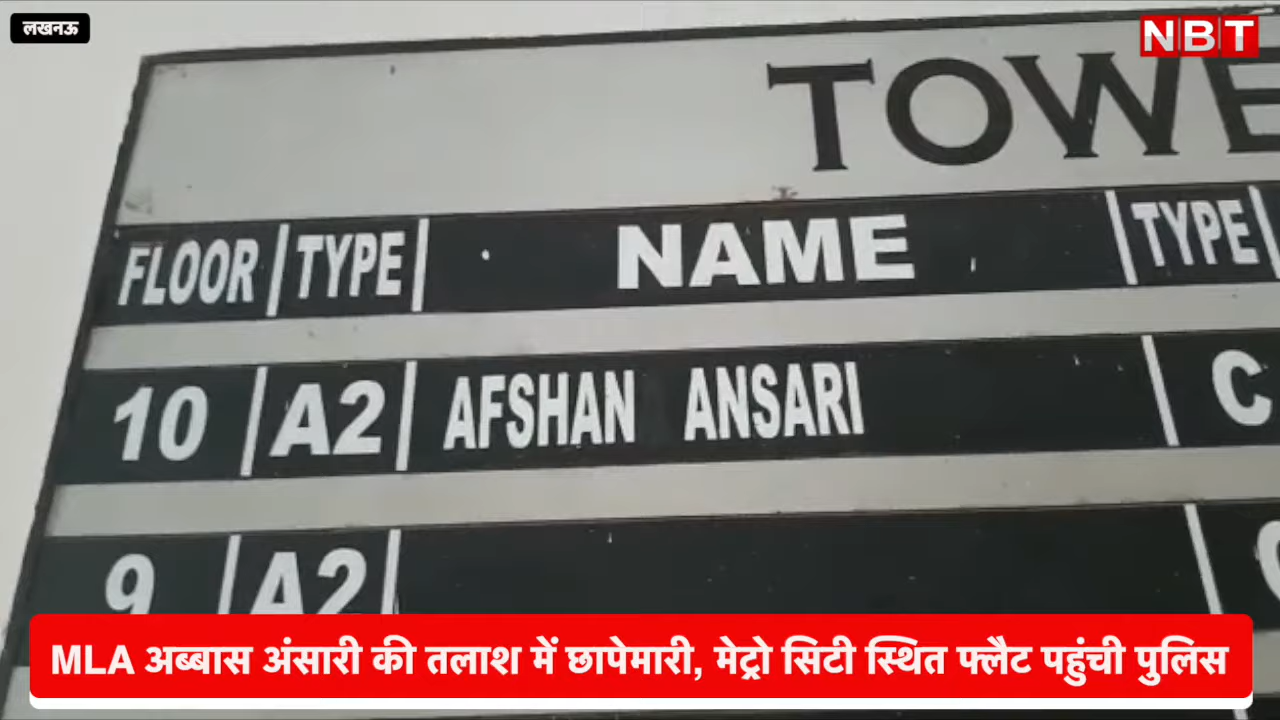 लखनऊ
NBT
TOWE
FLOOR TYPE NAME TYPE
10 A2 AFSHAN ANSARI C
9 A2
MLA अब्बास अंसारी की तलाश में छापेमारी, मेट्रो सिटी स्थित फ्लैट पहुंची पुलिस